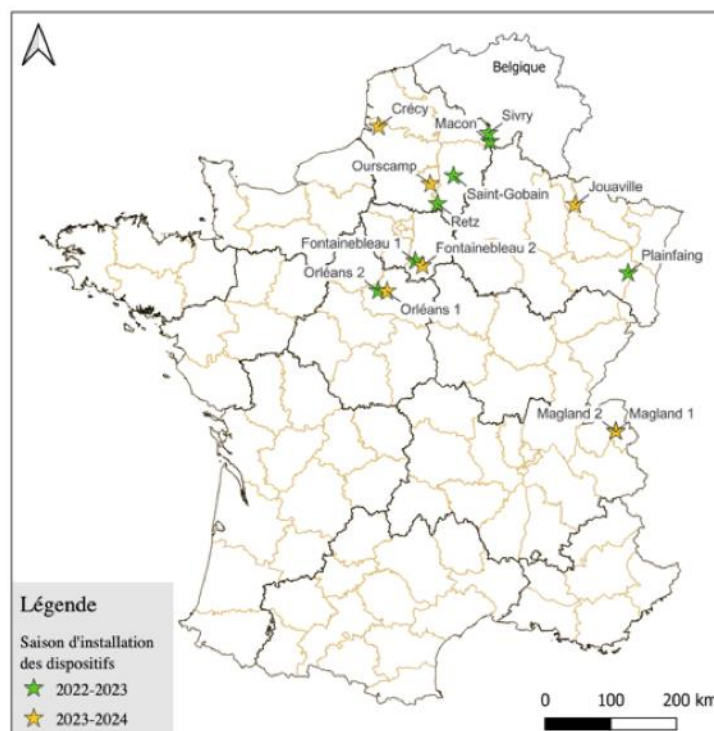 Belgique
Crécy
Sivry
Macon
Ourscamp
Saint-Gobain
Jouaville
Retz
Fontainebleau 1
Fontainebleau 2
Plainfaing
Orléans 2
Orléans 1
Magland 2
Magland 1
Légende
Saison d'installation
des dispositifs
2022-2023
2023-2024
0 100 200 km